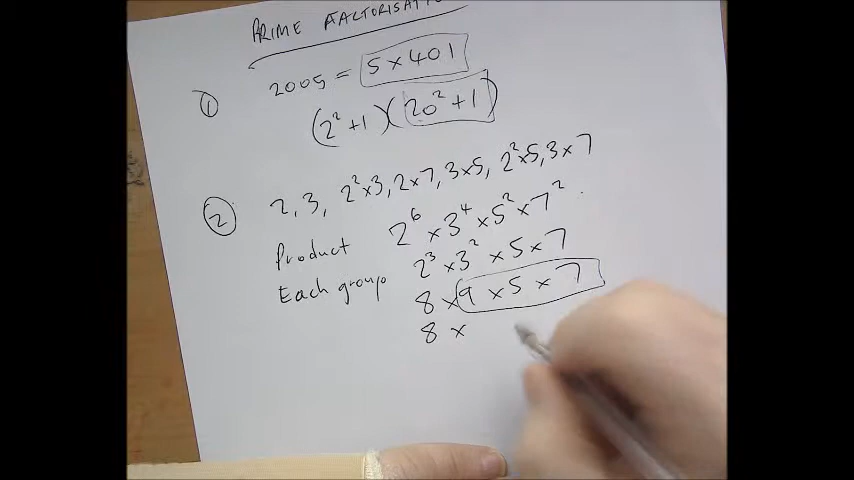 PRIME FACTORISATI
① 2005 = 5 × 401
(2² + 1)(20² + 1)
② 2, 3, 2² × 3, 2 × 7, 3 × 5, 2² × 5, 3 × 7
Product 2⁶ × 3⁴ × 5² × 7²
Each group 2³ × 3² × 5 × 7
8 × (9 × 5 × 7
8 ×